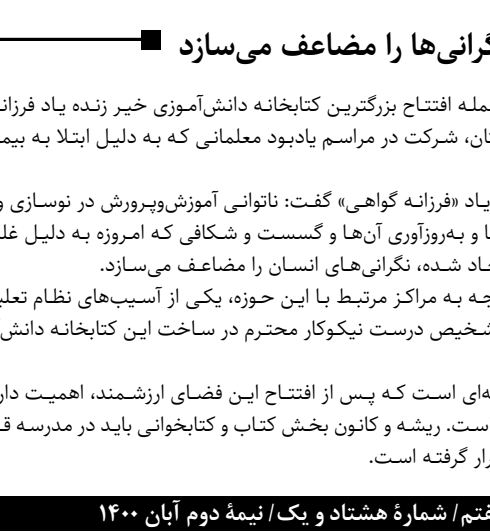 گرانی‌ها را مضاعف می‌سازد
مله افتتاح بزرگترین کتابخانه دانش‌آموزی خیر زنده یاد فرزانه
تان، شرکت در مراسم یادبود معلمانی که به دلیل ابتلا به بیم
یاد «فرزانه گواهی» گفت: ناتوانی آموزش‌وپرورش در نوسازی و
ا و به‌روزآوری آن‌ها و گسست و شکافی که امروزه به دلیل غل
جاد شده، نگرانی‌های انسان را مضاعف می‌سازد.
جه به مراکز مرتبط با این حوزه، یکی از آسیب‌های نظام تعلی
شخیص درست نیکوکار محترم در ساخت این کتابخانه دانش‌
ه‌ای است که پس از افتتاح این فضای ارزشمند، اهمیت دار
ست. ریشه و کانون بخش کتاب و کتابخوانی باید در مدرسه ق
رار گرفته است.
فتم/ شمارهٔ هشتاد و یک/ نیمهٔ دوم آبان ۱۴۰۰